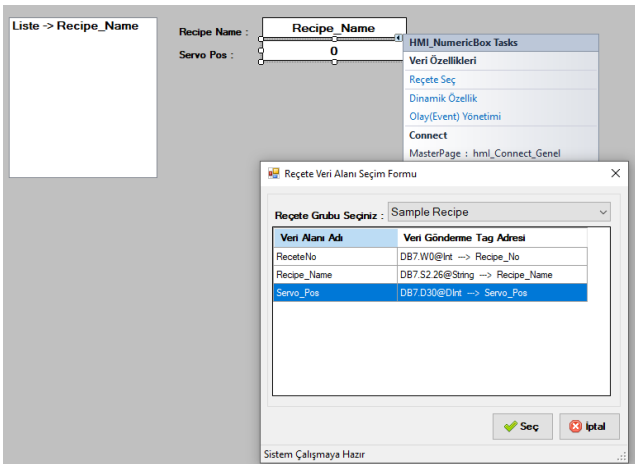 Liste -> Recipe_Name
Recipe Name :
Recipe_Name
Servo Pos :
0
HMI_NumericBox Tasks
Veri Özellikleri
Reçete Seç
Dinamik Özellik
Olay(Event) Yönetimi
Connect
MasterPage : hml_Connect_Genel
Reçete Veri Alanı Seçim Formu
Reçete Grubu Seçiniz : Sample Recipe
Veri Alanı Adı Veri Gönderme Tag Adresi
ReceteNo DB7.W0@Int ---> Recipe_No
Recipe_Name DB7.S2.26@String ---> Recipe_Name
Servo_Pos DB7.D30@DInt ---> Servo_Pos
Seç İptal
Sistem Çalışmaya Hazır